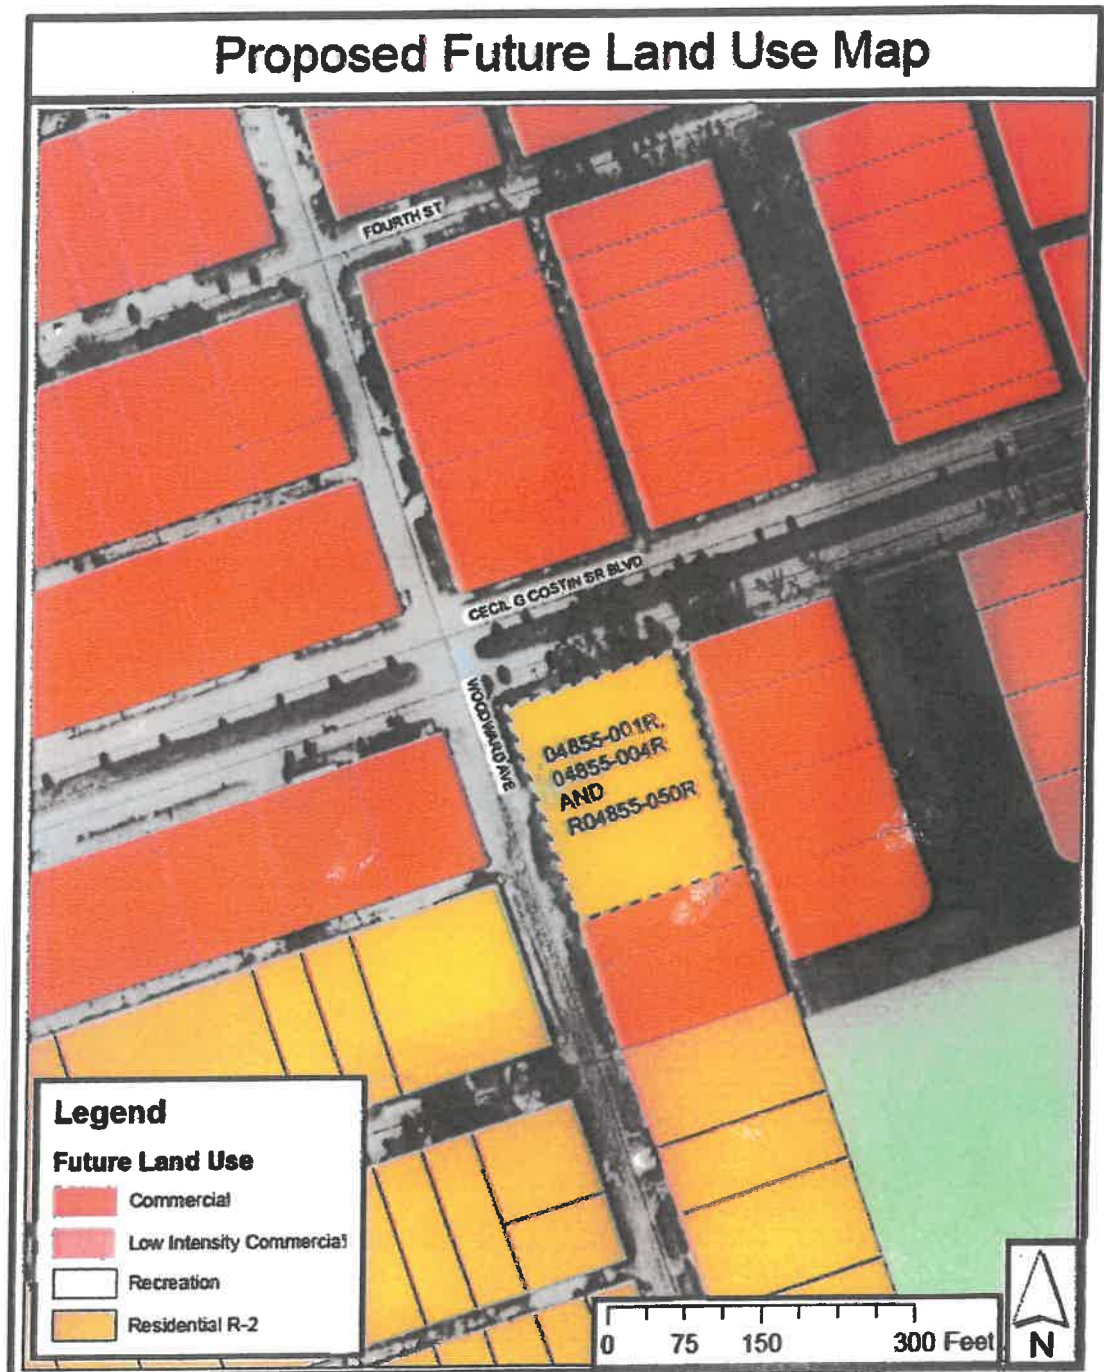 Proposed Future Land Use Map
FOURTH ST
CECIL G COSTIN SR BLVD
WOODWARD AVE
04855-001R,
04855-004R
AND
R04855-050R
Legend
Future Land Use
Commercial
Low Intensity Commercial
Recreation
Residential R-2
0 75 150 300 Feet
N